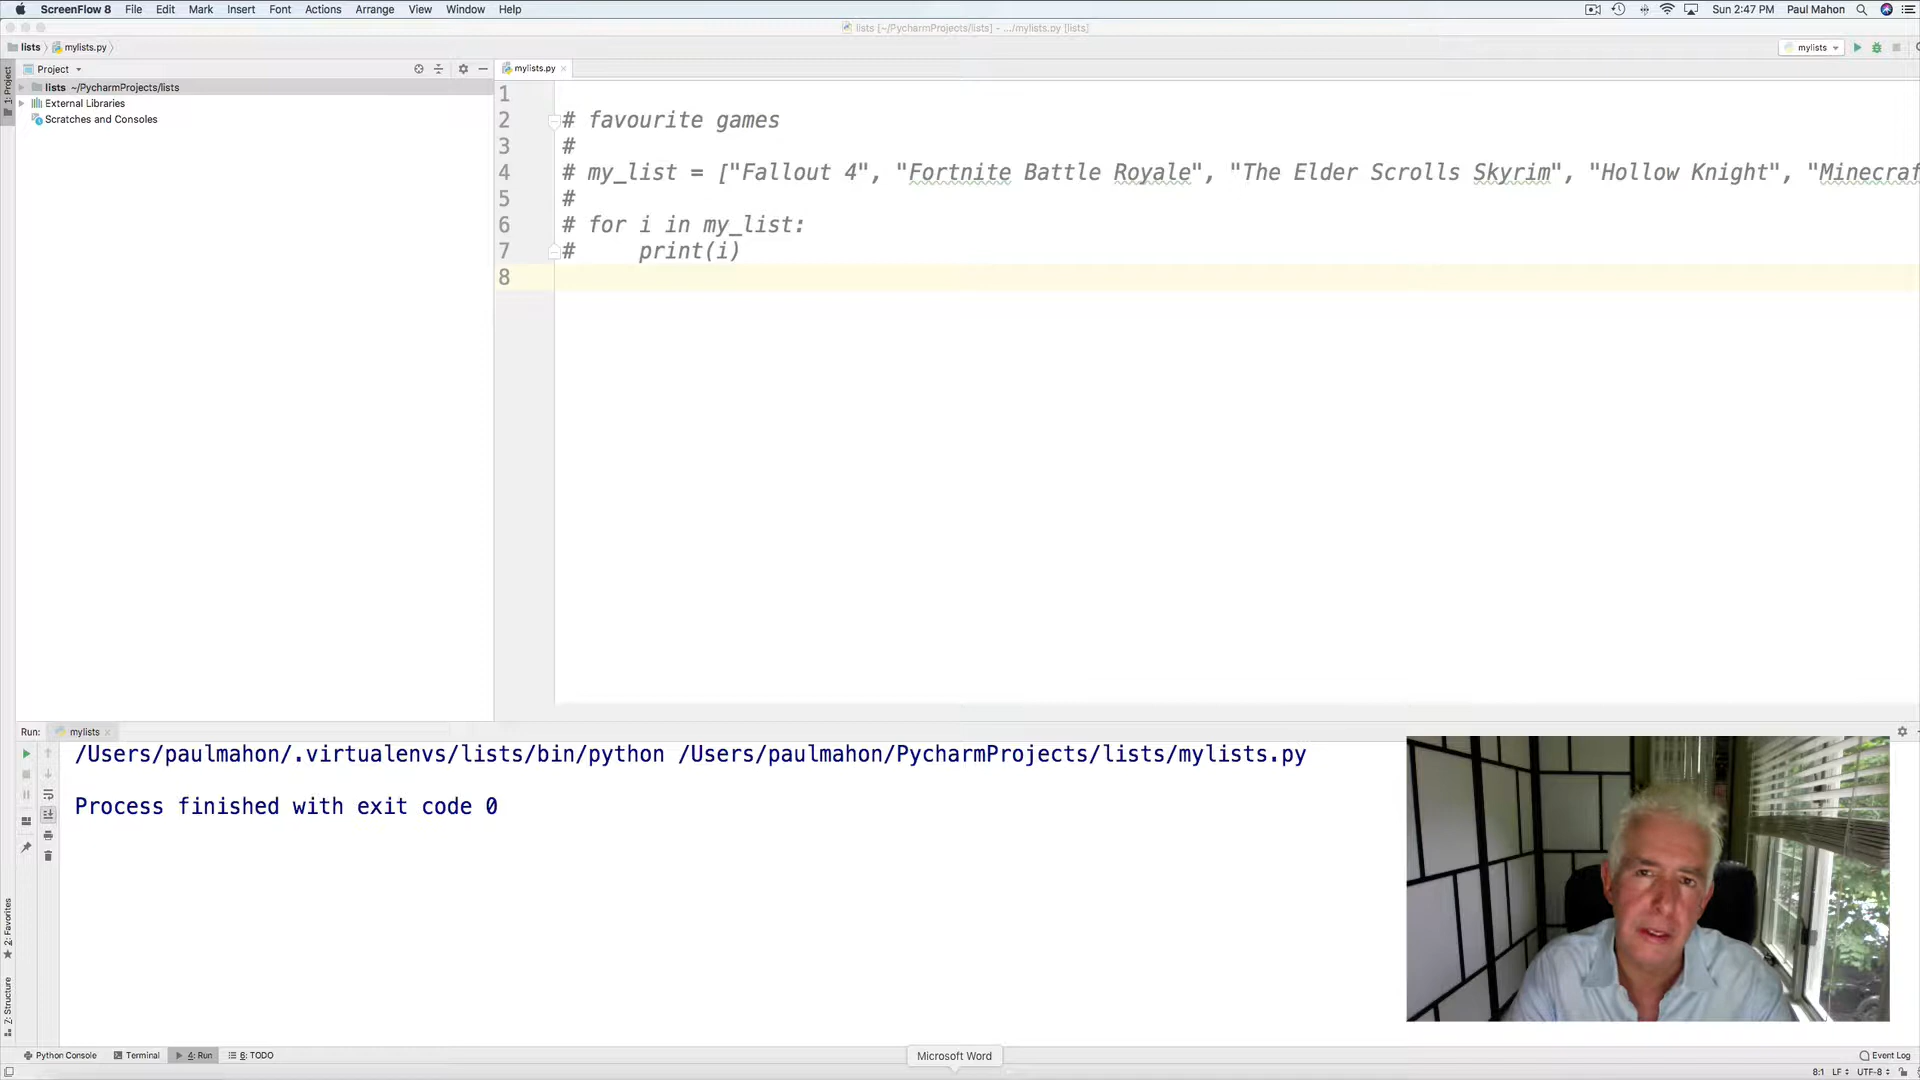 ScreenFlow 8 File Edit Mark Insert Font Actions Arrange View Window Help Sun 2:47 PM Paul Mahon
lists [~/PycharmProjects/lists] - .../mylists.py [lists]
lists mylists.py
mylists
Project
mylists.py
1: Project
lists ~/PycharmProjects/lists
External Libraries
Scratches and Consoles
1
2 # favourite games
3 #
4 # my_list = ["Fallout 4", "Fortnite Battle Royale", "The Elder Scrolls Skyrim", "Hollow Knight", "Minecraf
5 #
6 # for i in my_list:
7 # print(i)
8
Run: mylists
/Users/paulmahon/.virtualenvs/lists/bin/python /Users/paulmahon/PycharmProjects/lists/mylists.py
Process finished with exit code 0
2: Favorites
Z: Structure
Python Console Terminal 4: Run 6: TODO Event Log
Microsoft Word
8:1 LF UTF-8